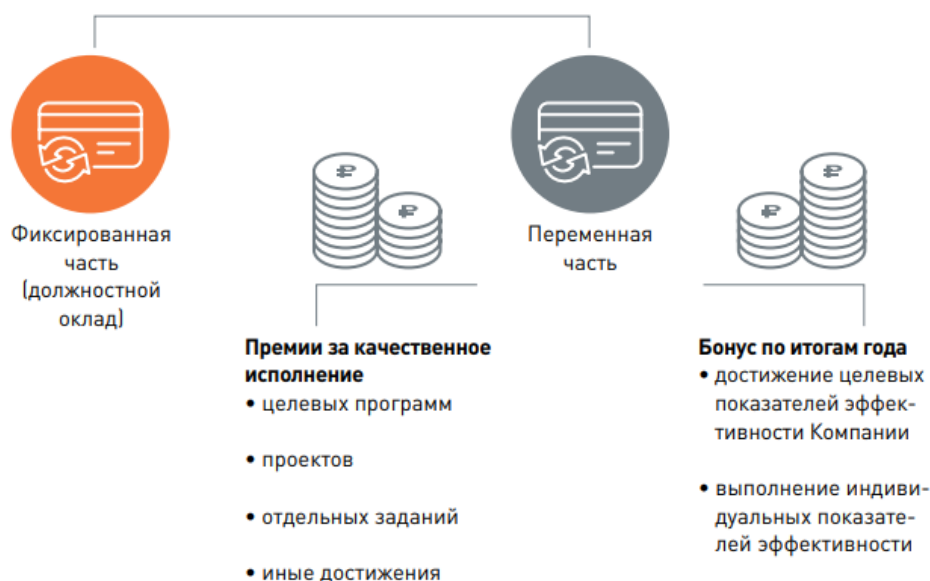 Фиксированная
часть
(должностной
оклад)
Переменная
часть
Премии за качественное
исполнение
• целевых программ
• проектов
• отдельных заданий
• иные достижения
Бонус по итогам года
• достижение целевых
показателей эффек-
тивности Компании
• выполнение индиви-
дуальных показате-
лей эффективности